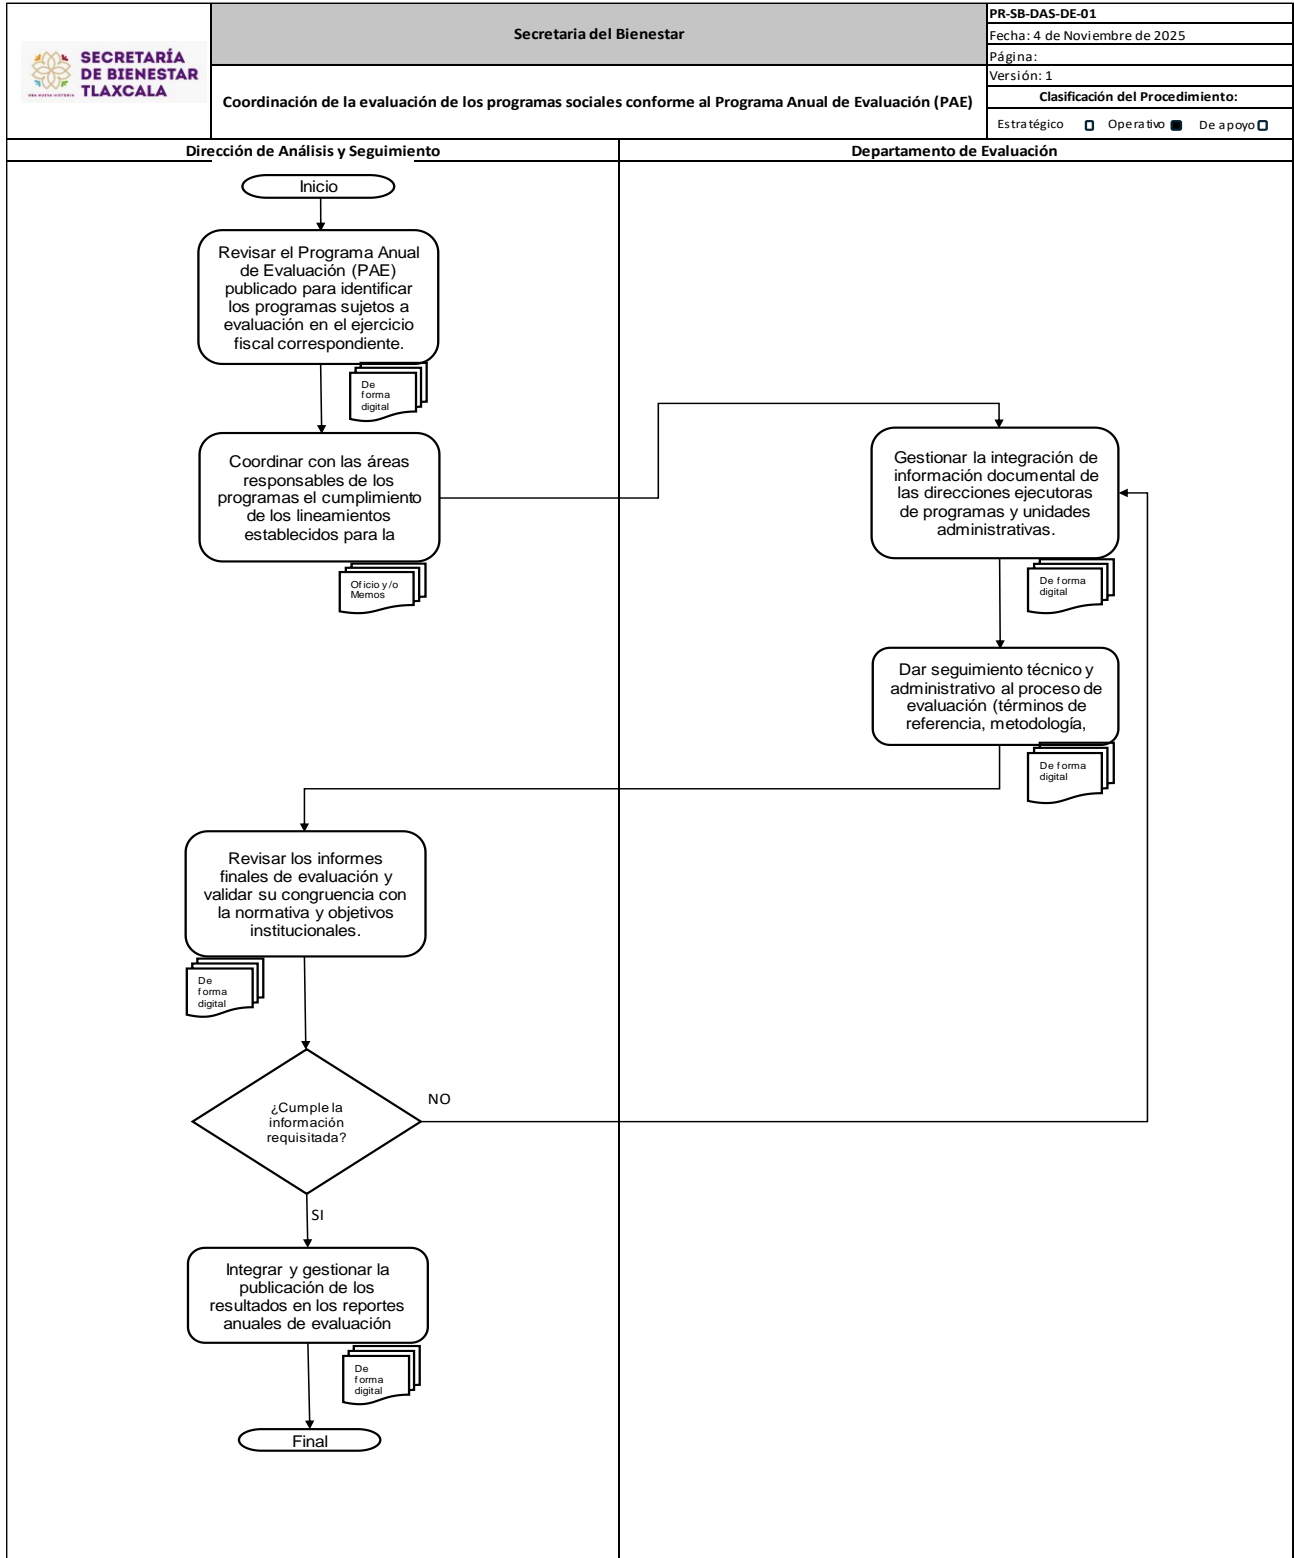 SECRETARÍA
DE BIENESTAR
TLAXCALA
UNA NUEVA HISTORIA
Secretaria del Bienestar
Coordinación de la evaluación de los programas sociales conforme al Programa Anual de Evaluación (PAE)
PR-SB-DAS-DE-01
Fecha: 4 de Noviembre de 2025
Página:
Versión: 1
Clasificación del Procedimiento:
Estratégico Operativo De apoyo
Dirección de Análisis y Seguimiento
Departamento de Evaluación
Inicio
Revisar el Programa Anual
de Evaluación (PAE)
publicado para identificar
los programas sujetos a
evaluación en el ejercicio
fiscal correspondiente.
De
forma
digital
Coordinar con las áreas
responsables de los
programas el cumplimiento
de los lineamientos
establecidos para la
Oficio y/o
Memos
Gestionar la integración de
información documental de
las direcciones ejecutoras
de programas y unidades
administrativas.
De forma
digital
Dar seguimiento técnico y
administrativo al proceso de
evaluación (términos de
referencia, metodología,
De forma
digital
Revisar los informes
finales de evaluación y
validar su congruencia con
la normativa y objetivos
institucionales.
De
forma
digital
¿Cumple la
información
requisitada?
NO
SI
Integrar y gestionar la
publicación de los
resultados en los reportes
anuales de evaluación
De
forma
digital
Final